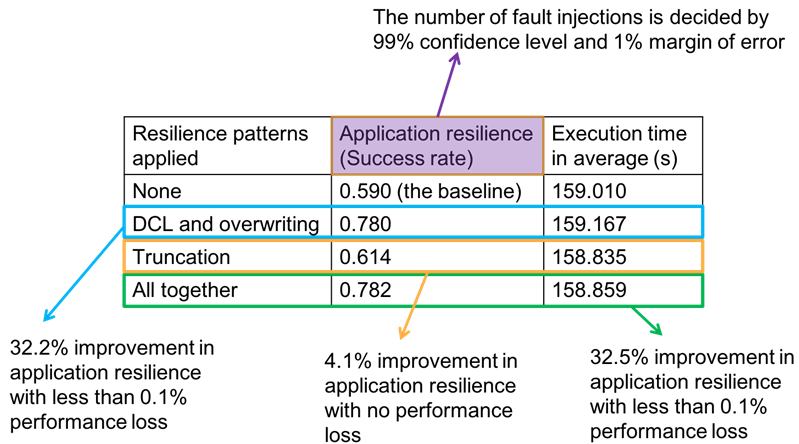 The number of fault injections is decided by
99% confidence level and 1% margin of error
Resilience patterns applied
Application resilience (Success rate)
Execution time in average (s)
None 0.590 (the baseline) 159.010
DCL and overwriting 0.780 159.167
Truncation 0.614 158.835
All together 0.782 158.859
32.2% improvement in
application resilience
with less than 0.1%
performance loss
4.1% improvement in
application resilience
with no performance
loss
32.5% improvement in
application resilience
with less than 0.1%
performance loss